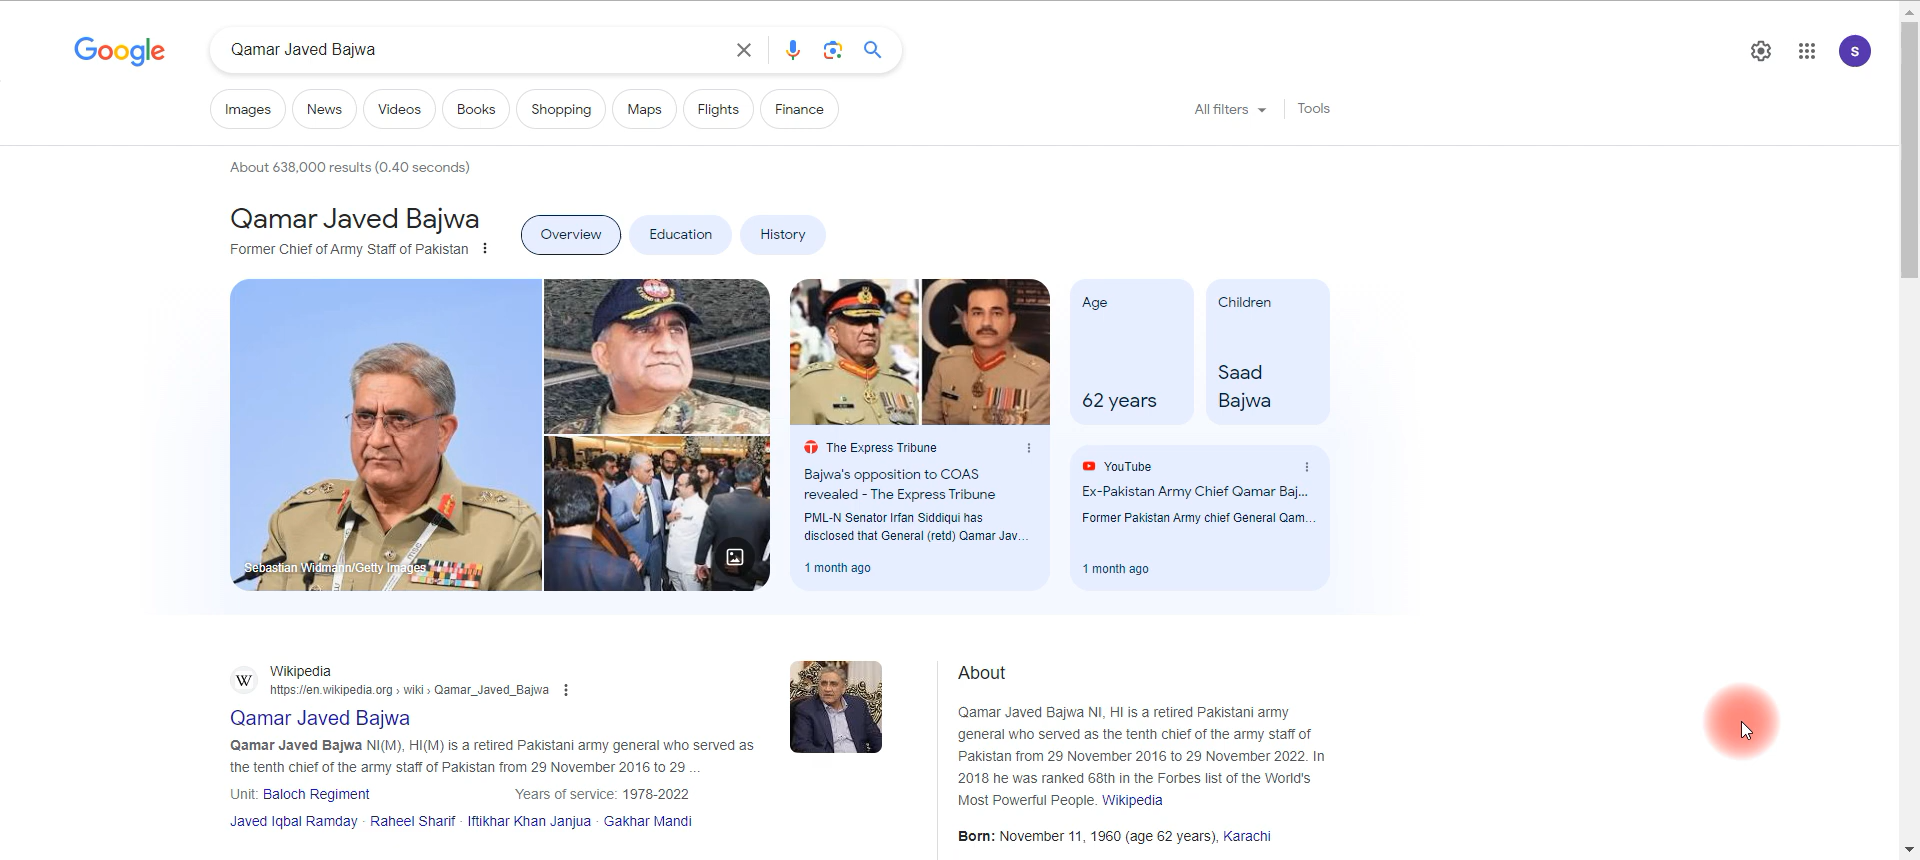 Google
Qamar Javed Bajwa
S
Images
News
Videos
Books
Shopping
Maps
Flights
Finance
All filters
Tools
About 638,000 results (0.40 seconds)
Qamar Javed Bajwa
Former Chief of Army Staff of Pakistan
Overview
Education
History
Sebastian Widmann/Getty Images
The Express Tribune
Bajwa's opposition to COAS
revealed - The Express Tribune
PML-N Senator Irfan Siddiqui has
disclosed that General (retd) Qamar Jav...
1 month ago
Age
62 years
Children
Saad
Bajwa
YouTube
Ex-Pakistan Army Chief Qamar Baj...
Former Pakistan Army chief General Qam...
1 month ago
W
Wikipedia
https://en.wikipedia.org › wiki › Qamar_Javed_Bajwa
Qamar Javed Bajwa
Qamar Javed Bajwa NI(M), HI(M) is a retired Pakistani army general who served as
the tenth chief of the army staff of Pakistan from 29 November 2016 to 29 ...
Unit: Baloch Regiment
Years of service: 1978-2022
Javed Iqbal Ramday · Raheel Sharif · Iftikhar Khan Janjua · Gakhar Mandi
About
Qamar Javed Bajwa NI, HI is a retired Pakistani army
general who served as the tenth chief of the army staff of
Pakistan from 29 November 2016 to 29 November 2022. In
2018 he was ranked 68th in the Forbes list of the World's
Most Powerful People. Wikipedia
Born: November 11, 1960 (age 62 years), Karachi